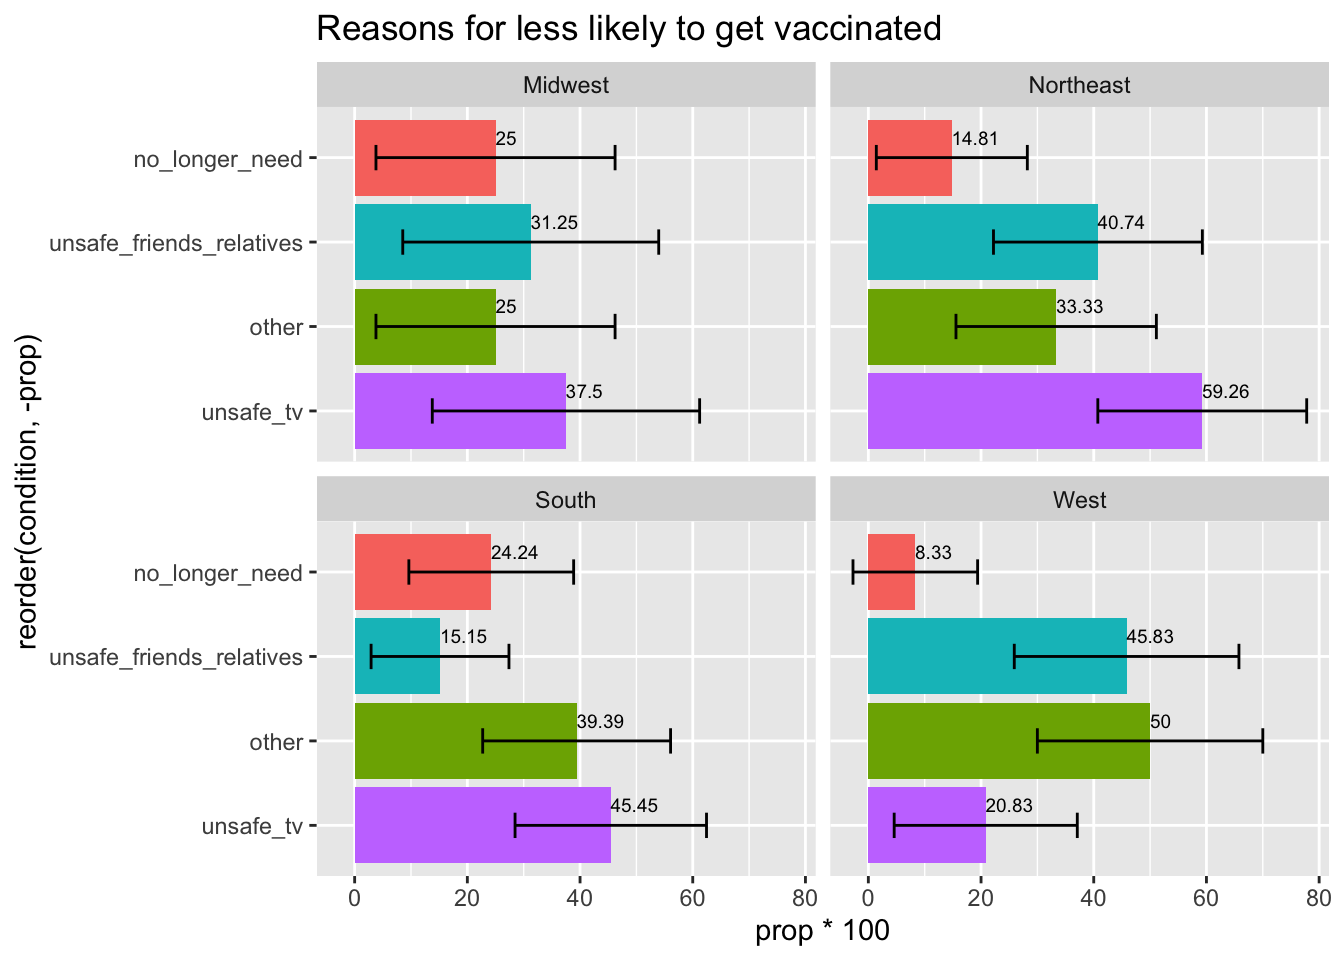 Reasons for less likely to get vaccinated
Midwest
Northeast
no_longer_need
25
14.81
unsafe_friends_relatives
31.25
40.74
other
25
33.33
unsafe_tv
37.5
59.26
South
West
no_longer_need
24.24
8.33
unsafe_friends_relatives
15.15
45.83
other
39.39
50
unsafe_tv
45.45
20.83
0 20 40 60 80
0 20 40 60 80
prop * 100
reorder(condition, -prop)